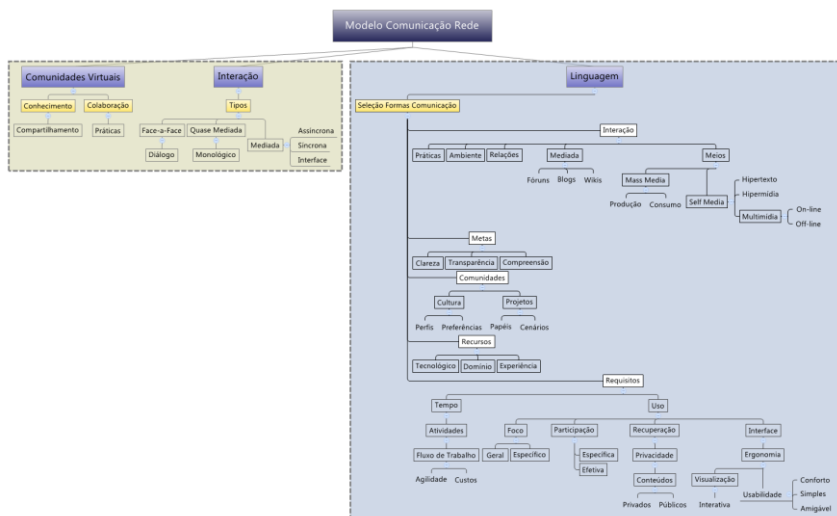 Modelo Comunicação Rede
Comunidades Virtuais
Interação
Conhecimento
Colaboração
Tipos
Compartilhamento
Práticas
Face-a-Face
Quase Mediada
Mediada
Assíncrona
Síncrona
Interface
Diálogo
Monológico
Linguagem
Seleção Formas Comunicação
Interação
Práticas
Ambiente
Relações
Mediada
Meios
Fóruns
Blogs
Wikis
Mass Media
Self Media
Produção
Consumo
Hipertexto
Hipermídia
Multimídia
On-line
Off-line
Metas
Clareza
Transparência
Compreensão
Comunidades
Cultura
Projetos
Perfis
Preferências
Papéis
Cenários
Recursos
Tecnológico
Domínio
Experiência
Requisitos
Tempo
Uso
Atividades
Foco
Participação
Recuperação
Interface
Fluxo de Trabalho
Geral
Específico
Específica
Efetiva
Privacidade
Ergonomia
Agilidade
Custos
Conteúdos
Visualização
Usabilidade
Privados
Públicos
Interativa
Conforto
Simples
Amigável